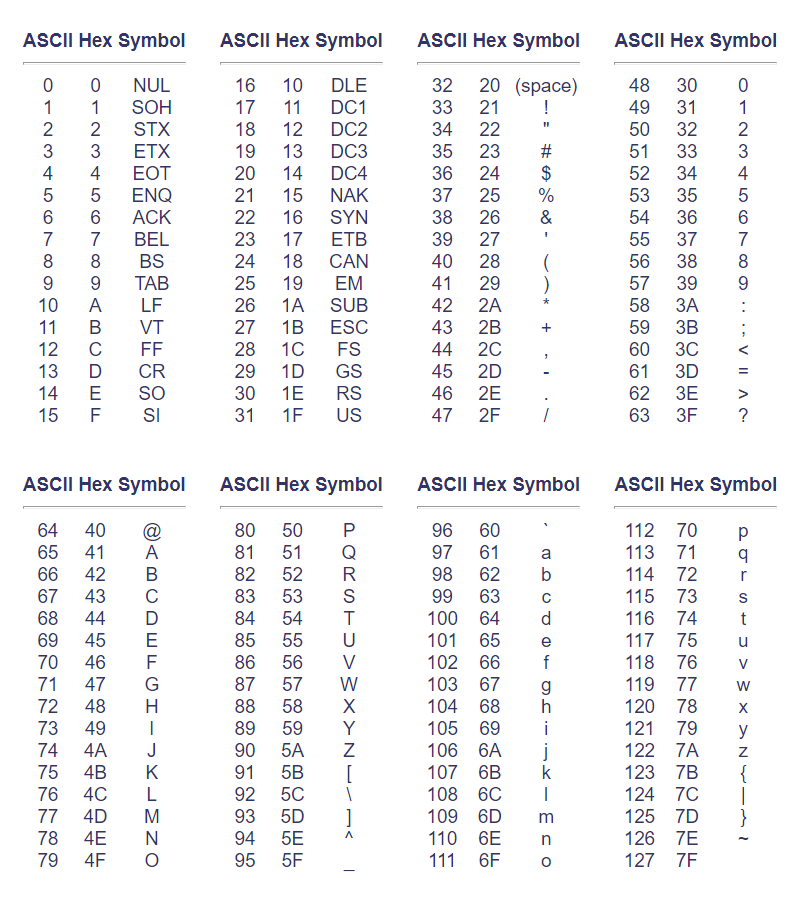 ASCII Hex Symbol ASCII Hex Symbol ASCII Hex Symbol ASCII Hex Symbol
0 0 NUL 16 10 DLE 32 20 (space) 48 30 0
1 1 SOH 17 11 DC1 33 21 ! 49 31 1
2 2 STX 18 12 DC2 34 22 " 50 32 2
3 3 ETX 19 13 DC3 35 23 # 51 33 3
4 4 EOT 20 14 DC4 36 24 $ 52 34 4
5 5 ENQ 21 15 NAK 37 25 % 53 35 5
6 6 ACK 22 16 SYN 38 26 & 54 36 6
7 7 BEL 23 17 ETB 39 27 ' 55 37 7
8 8 BS 24 18 CAN 40 28 ( 56 38 8
9 9 TAB 25 19 EM 41 29 ) 57 39 9
10 A LF 26 1A SUB 42 2A * 58 3A :
11 B VT 27 1B ESC 43 2B + 59 3B ;
12 C FF 28 1C FS 44 2C , 60 3C <
13 D CR 29 1D GS 45 2D - 61 3D =
14 E SO 30 1E RS 46 2E . 62 3E >
15 F SI 31 1F US 47 2F / 63 3F ?
ASCII Hex Symbol ASCII Hex Symbol ASCII Hex Symbol ASCII Hex Symbol
64 40 @ 80 50 P 96 60 ` 112 70 p
65 41 A 81 51 Q 97 61 a 113 71 q
66 42 B 82 52 R 98 62 b 114 72 r
67 43 C 83 53 S 99 63 c 115 73 s
68 44 D 84 54 T 100 64 d 116 74 t
69 45 E 85 55 U 101 65 e 117 75 u
70 46 F 86 56 V 102 66 f 118 76 v
71 47 G 87 57 W 103 67 g 119 77 w
72 48 H 88 58 X 104 68 h 120 78 x
73 49 I 89 59 Y 105 69 i 121 79 y
74 4A J 90 5A Z 106 6A j 122 7A z
75 4B K 91 5B [ 107 6B k 123 7B {
76 4C L 92 5C \ 108 6C l 124 7C |
77 4D M 93 5D ] 109 6D m 125 7D }
78 4E N 94 5E ^ 110 6E n 126 7E ~
79 4F O 95 5F _ 111 6F o 127 7F